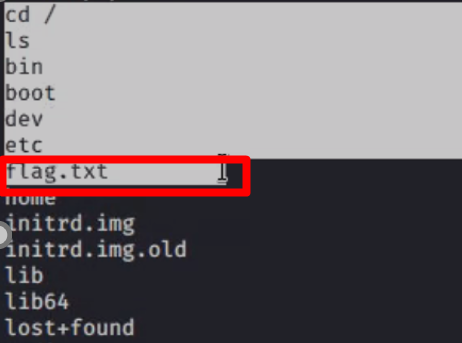 cd /
ls
bin
boot
dev
etc
flag.txt
home
initrd.img
initrd.img.old
lib
lib64
lost+found